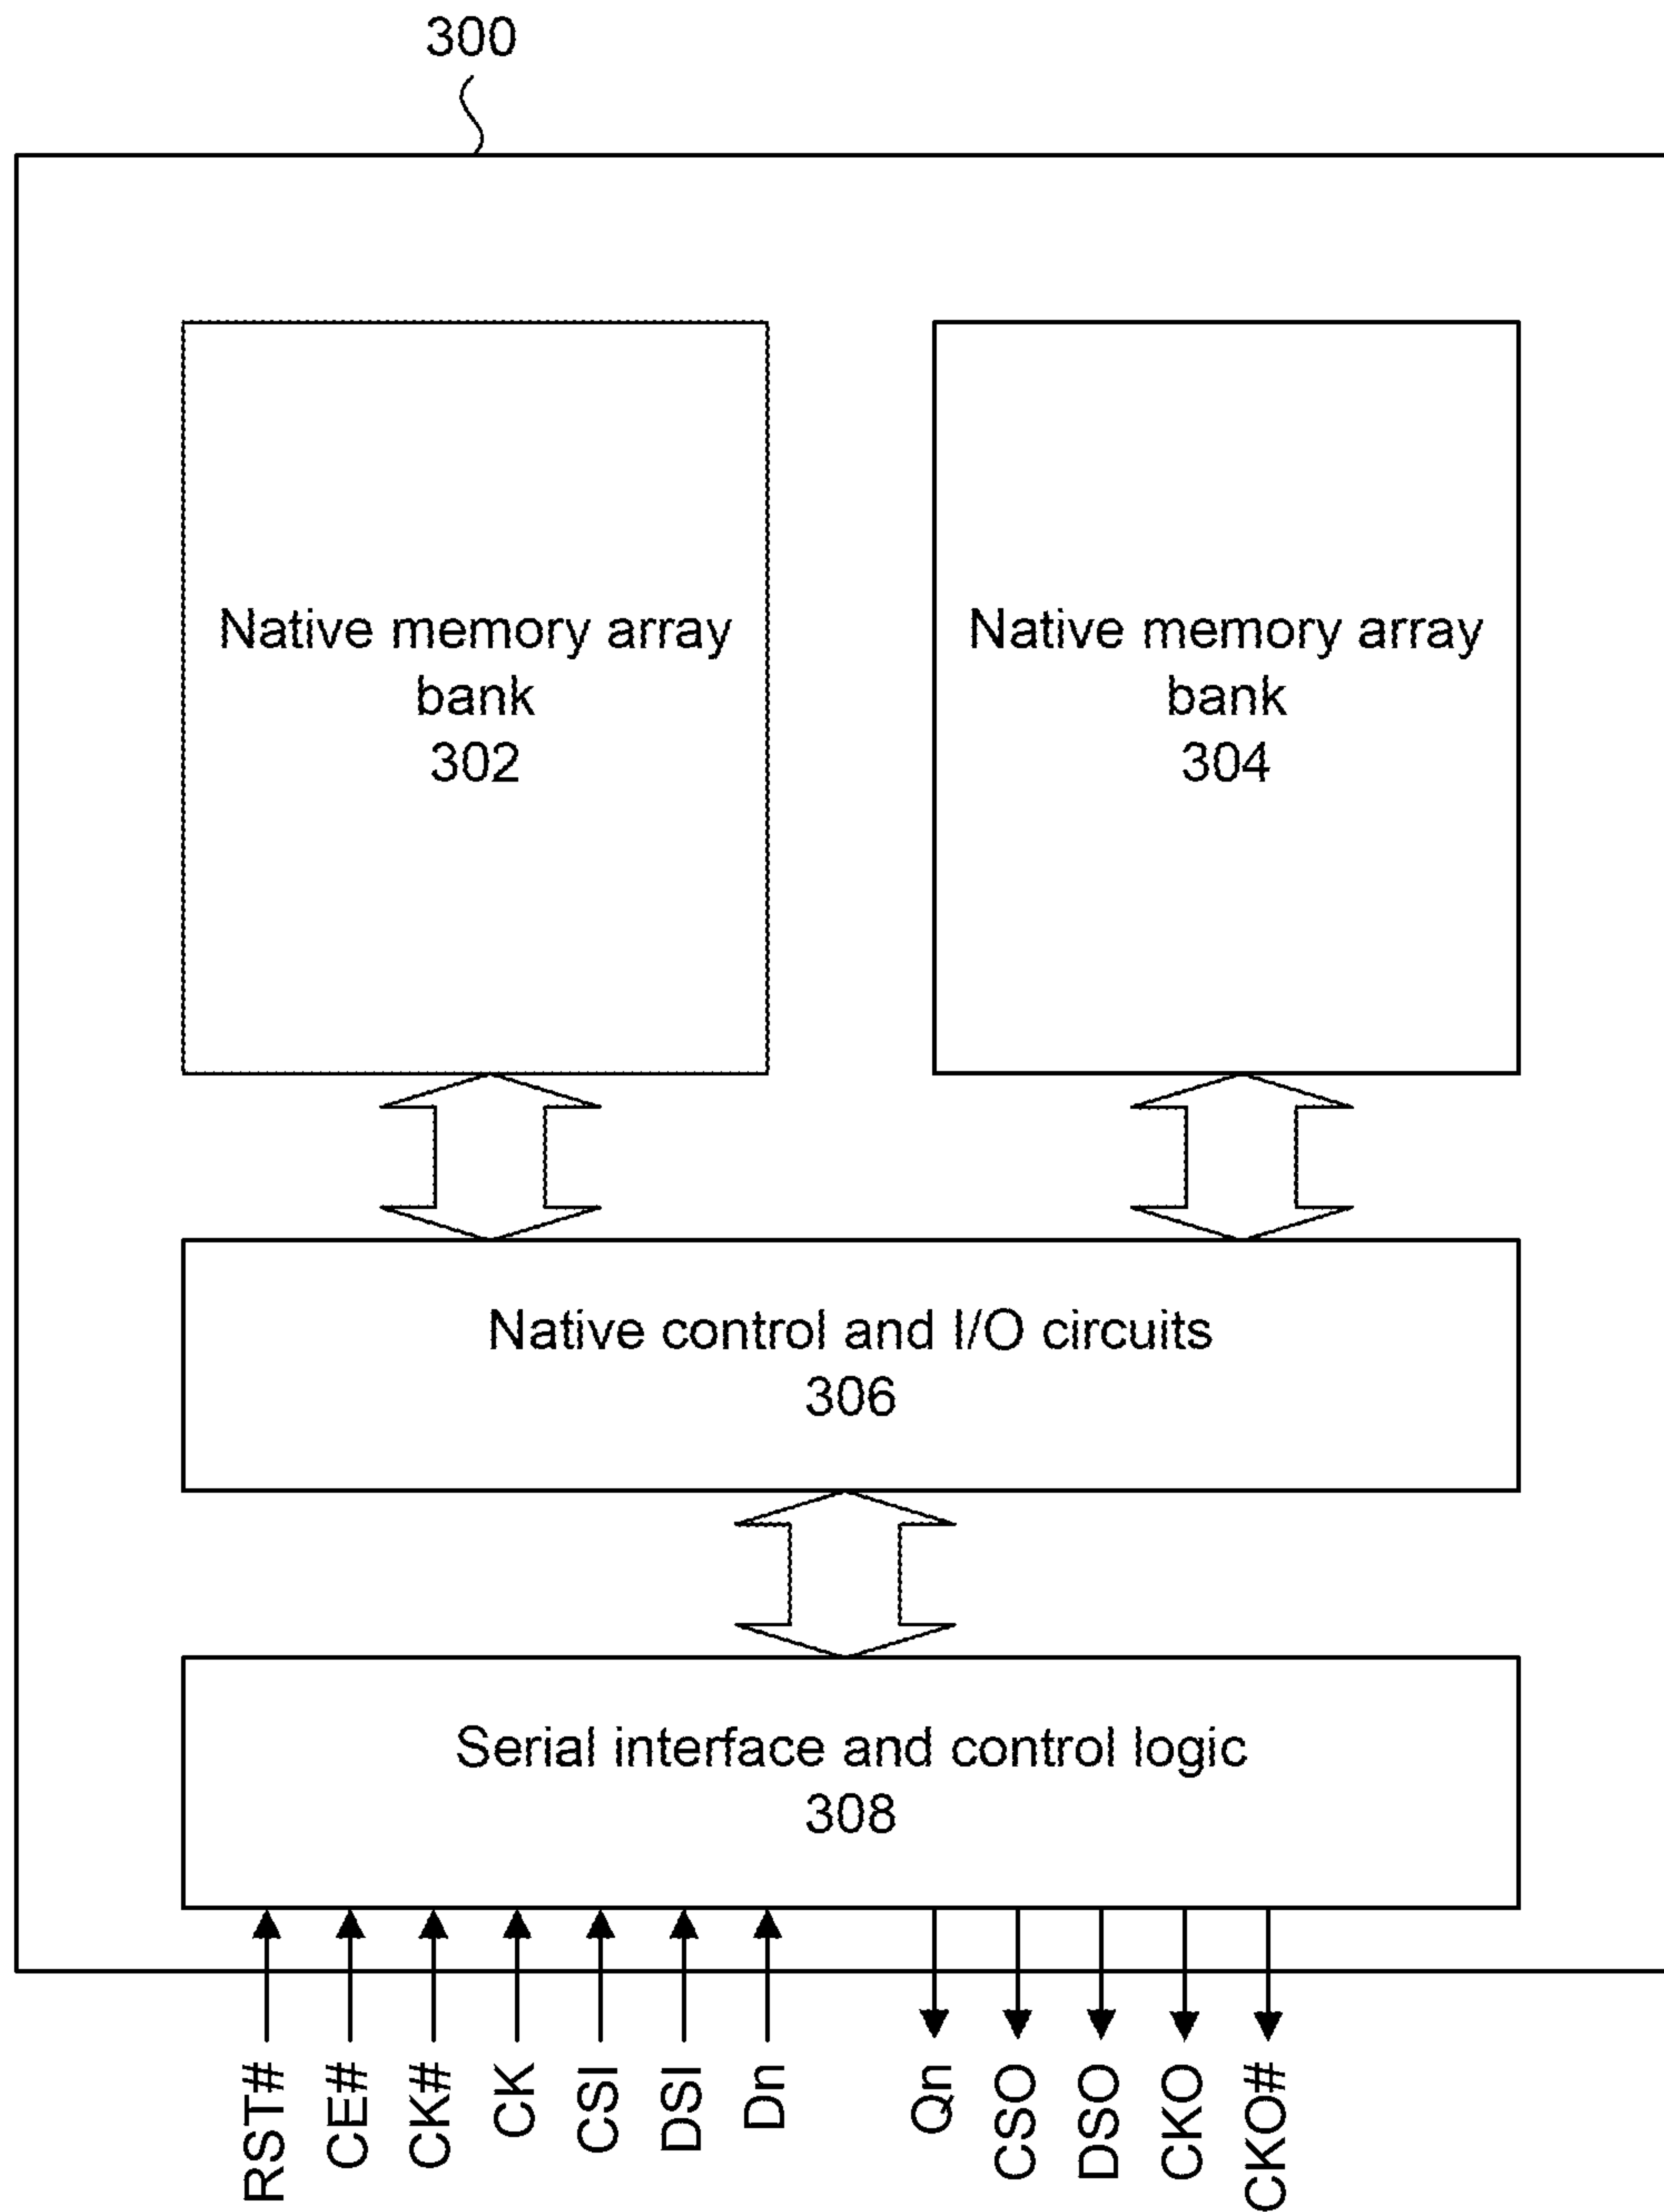 300
Native memory array
bank
302
Native memory array
bank
304
Native control and I/O circuits
306
Serial interface and control logic
308
RST#
CE#
CK#
CK
CSI
DSI
Dn
Qn
CSO
DSO
CKO
CKO#